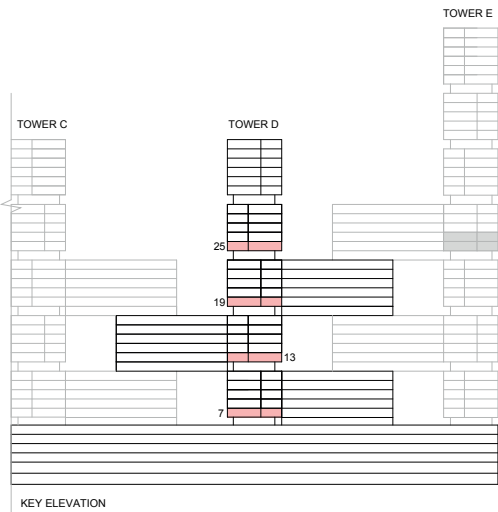 TOWER E
TOWER C
TOWER D
25
19
13
7
KEY ELEVATION